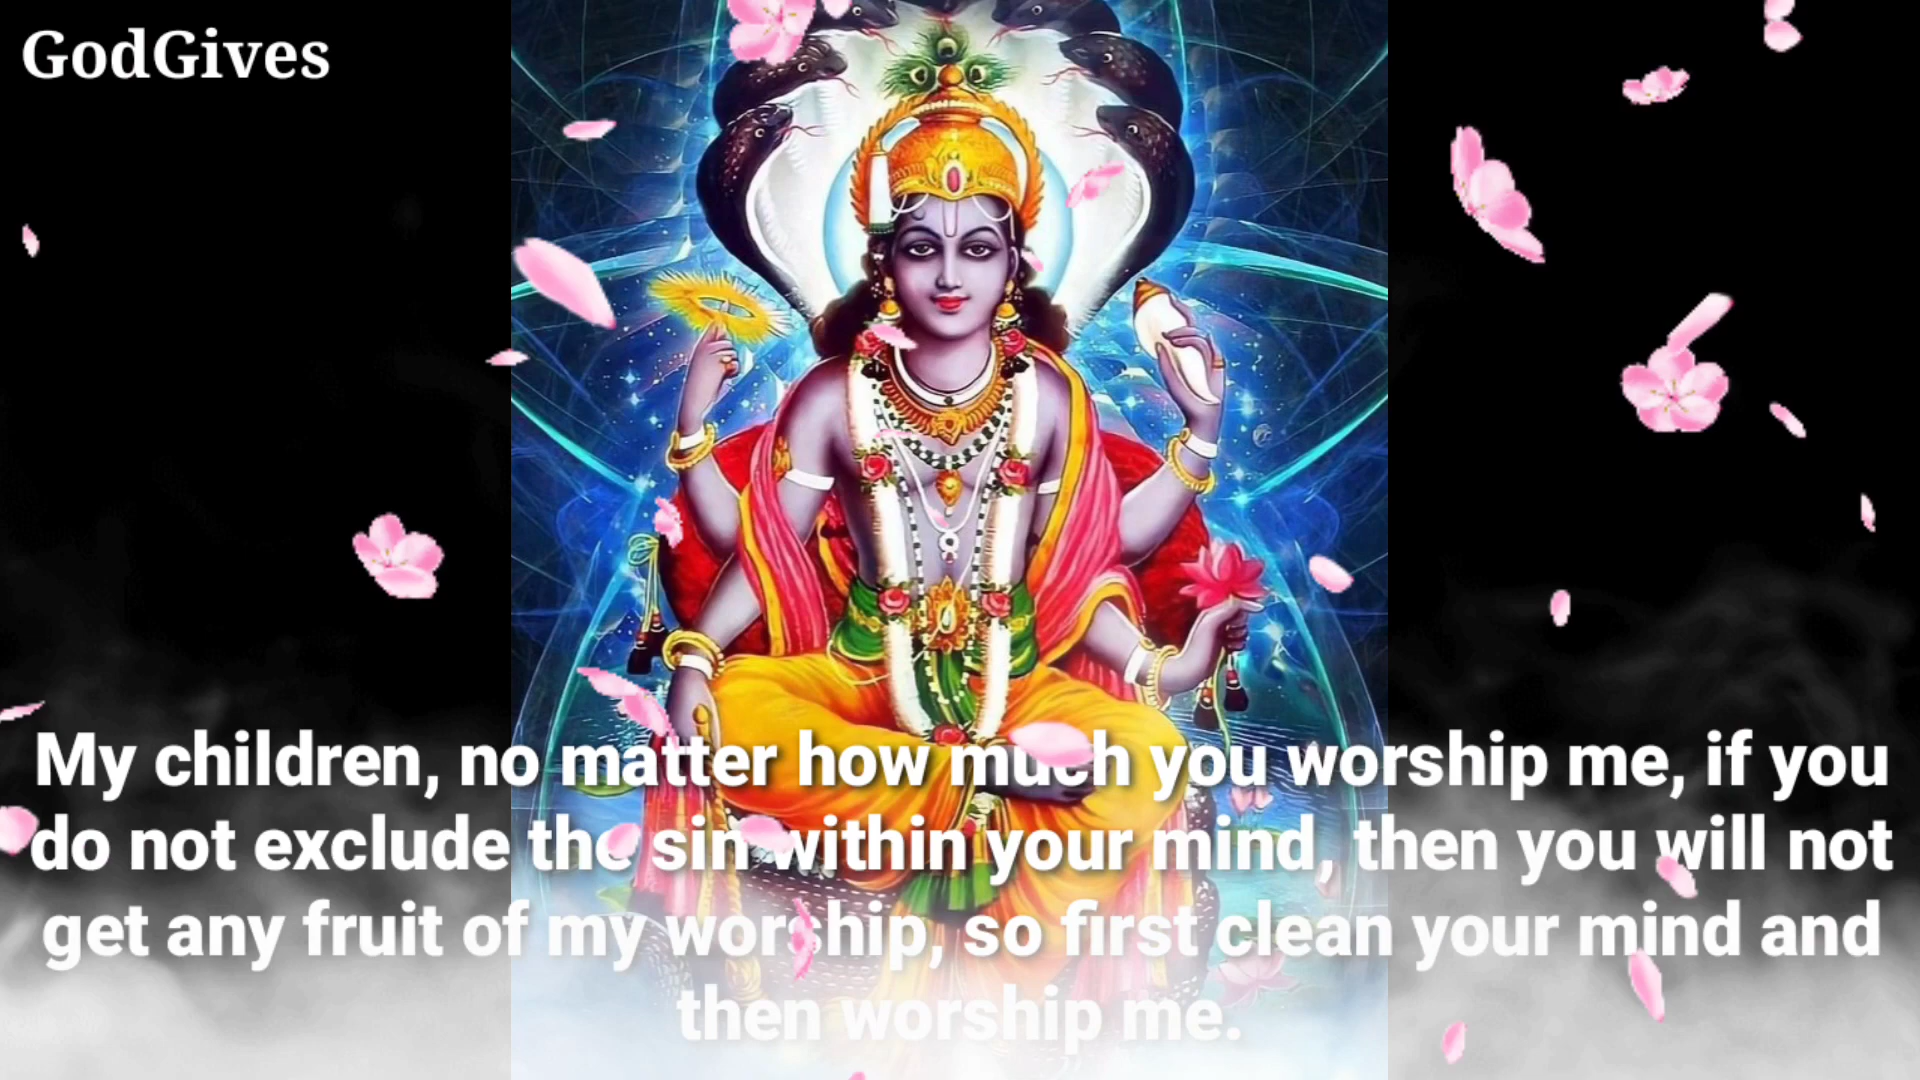 GodGives
My children, no matter how much you worship me, if you
do not exclude the sin within your mind, then you will not
get any fruit of my worship, so first clean your mind and
then worship me.